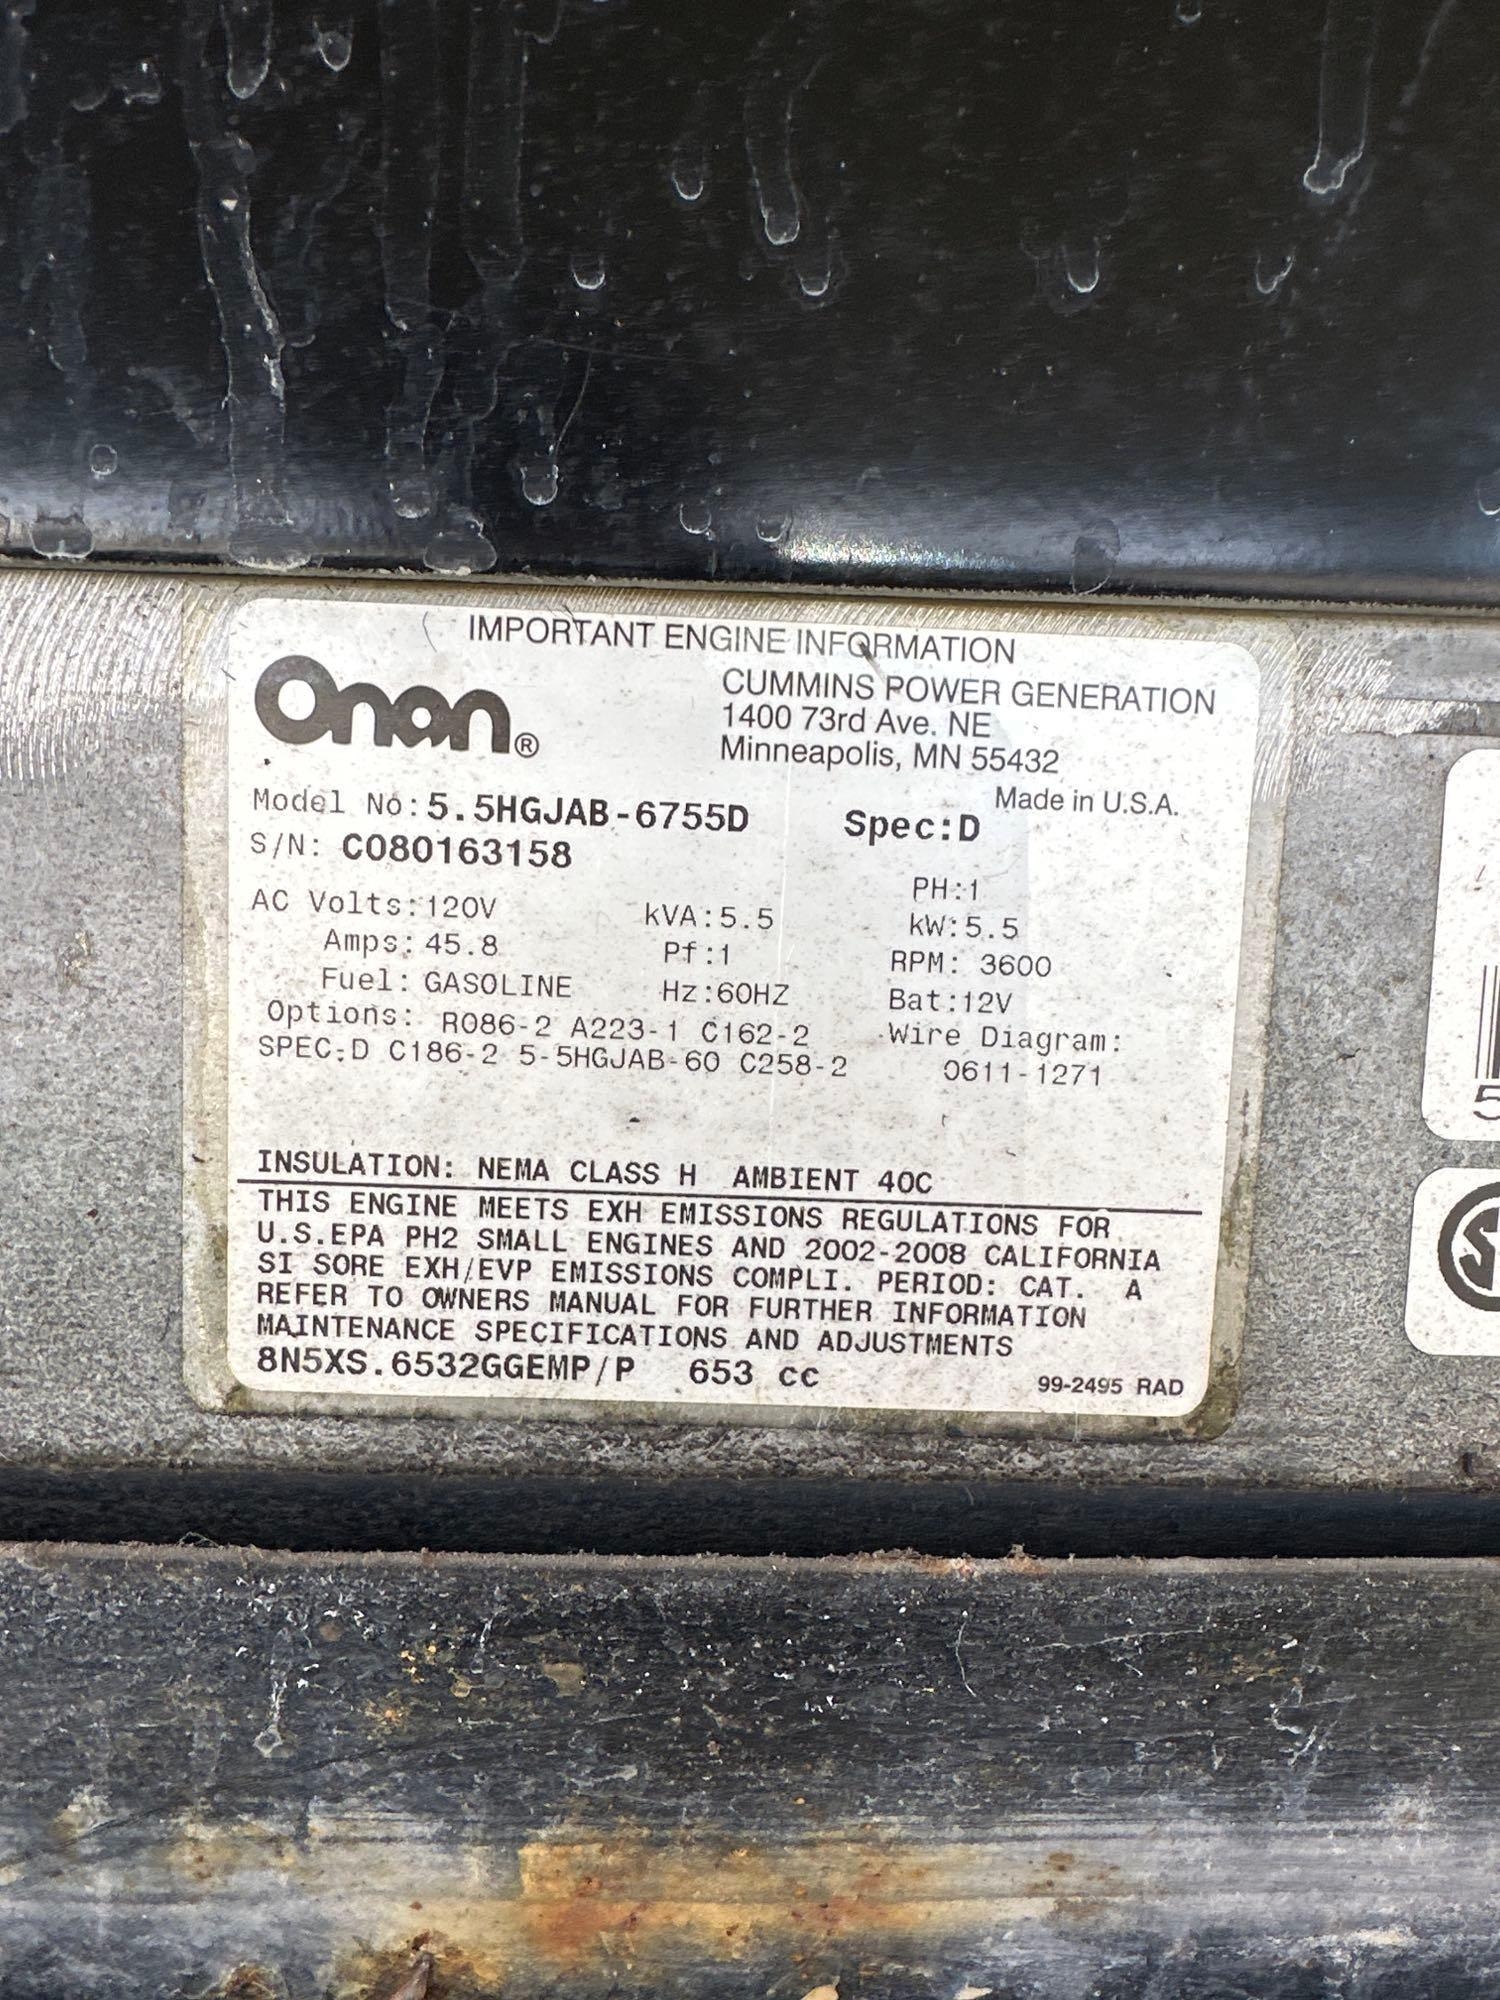 IMPORTANT ENGINE INFORMATION
Onan®
CUMMINS POWER GENERATION
1400 73rd Ave. NE
Minneapolis, MN 55432
Made in U.S.A.
Model No:5.5HGJAB-6755D
Spec:D
S/N: C080163158
PH:1
AC Volts:120V kVA:5.5 kW:5.5
Amps:45.8 Pf:1 RPM: 3600
Fuel: GASOLINE Hz:60HZ Bat:12V
Options: R086-2 A223-1 C162-2 Wire Diagram:
SPEC:D C186-2 5-5HGJAB-60 C258-2 0611-1271
INSULATION: NEMA CLASS H AMBIENT 40C
THIS ENGINE MEETS EXH EMISSIONS REGULATIONS FOR
U.S.EPA PH2 SMALL ENGINES AND 2002-2008 CALIFORNIA
SI SORE EXH/EVP EMISSIONS COMPLI. PERIOD: CAT. A
REFER TO OWNERS MANUAL FOR FURTHER INFORMATION
MAINTENANCE SPECIFICATIONS AND ADJUSTMENTS
8N5XS.6532GGEMP/P 653 cc
99-2495 RAD
5